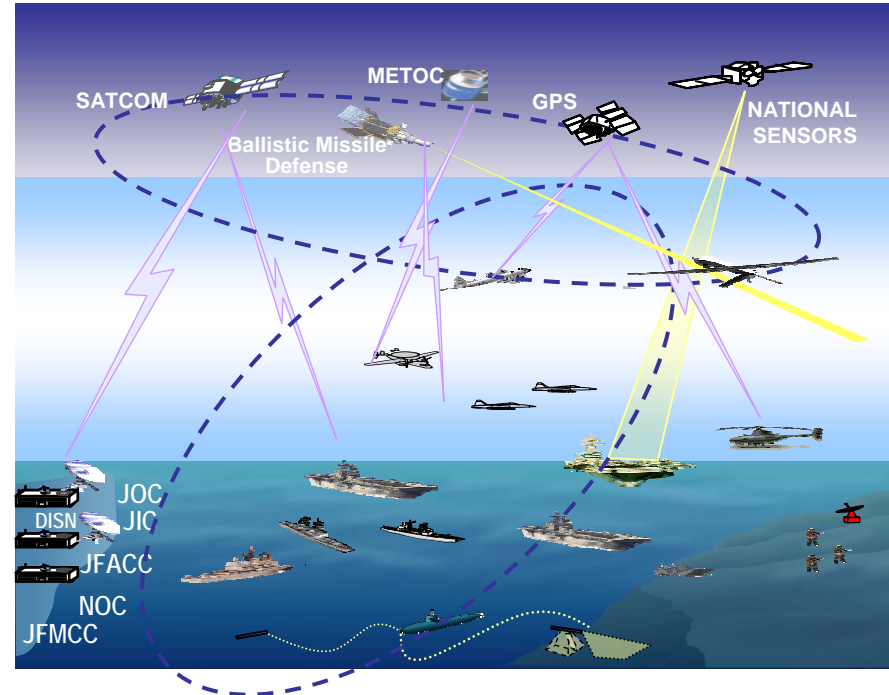 METOC
SATCOM
GPS
NATIONAL
SENSORS
Ballistic Missile
Defense
JOC
DISN
JIC
JFACC
NOC
JFMCC